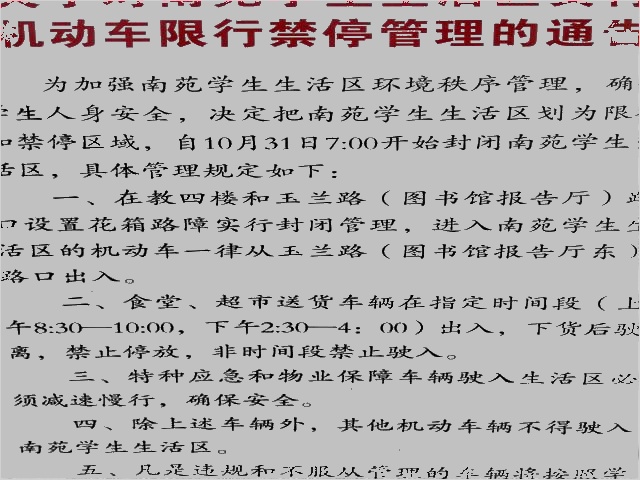 机动车限行禁停管理的通告
为加强南苑学生生活区环境秩序管理，确
学生人身安全，决定把南苑学生生活区划为限
和禁停区域，自10月31日7:00开始封闭南苑学生
活区，具体管理规定如下：
一、在教四楼和玉兰路（图书馆报告厅）路
口设置花箱路障实行封闭管理，进入南苑学生生
活区的机动车一律从玉兰路（图书馆报告厅东）
路口出入。
二、食堂、超市送货车辆在指定时间段（上
午8:30—10:00，下午2:30—4：00）出入，下货后驶
离，禁止停放，非时间段禁止驶入。
三、特种应急和物业保障车辆驶入生活区必
须减速慢行，确保安全。
四、除上述车辆外，其他机动车辆不得驶入
南苑学生生活区。
五、凡是违规和不服从管理的车辆将按照学